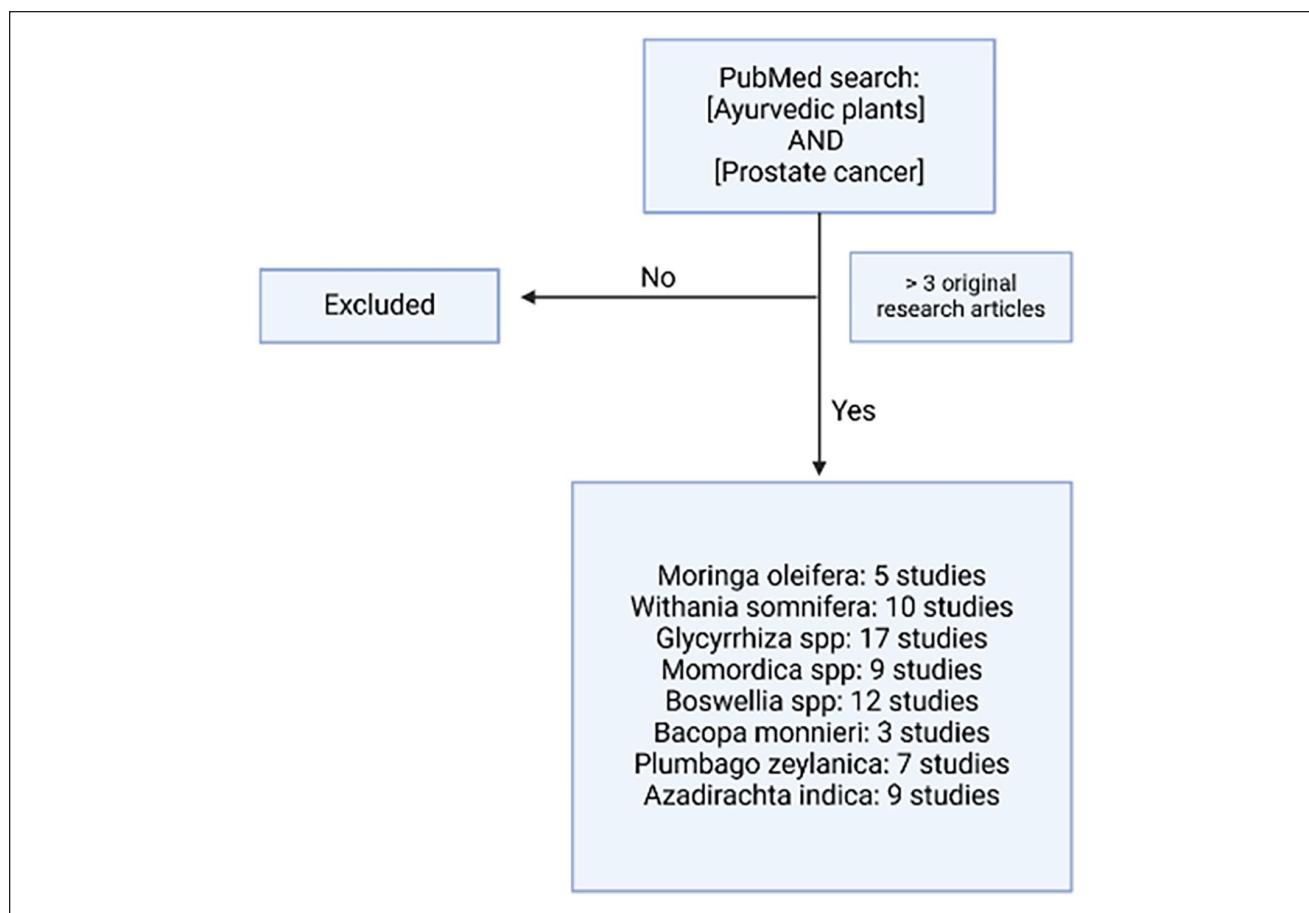 PubMed search:
[Ayurvedic plants]
AND
[Prostate cancer]
No
> 3 original
research articles
Excluded
Yes
Moringa oleifera: 5 studies
Withania somnifera: 10 studies
Glycyrrhiza spp: 17 studies
Momordica spp: 9 studies
Boswellia spp: 12 studies
Bacopa monnieri: 3 studies
Plumbago zeylanica: 7 studies
Azadirachta indica: 9 studies